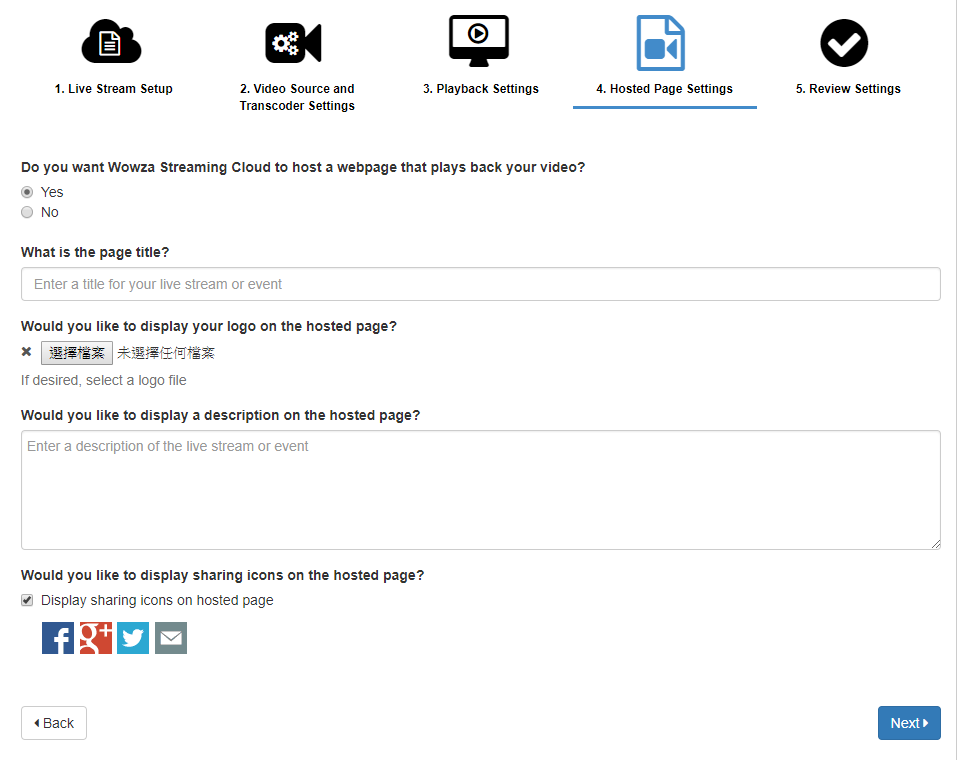 1. Live Stream Setup
2. Video Source and
Transcoder Settings
3. Playback Settings
4. Hosted Page Settings
5. Review Settings
Do you want Wowza Streaming Cloud to host a webpage that plays back your video?
Yes
No
What is the page title?
Enter a title for your live stream or event
Would you like to display your logo on the hosted page?
選擇檔案 未選擇任何檔案
If desired, select a logo file
Would you like to display a description on the hosted page?
Enter a description of the live stream or event
Would you like to display sharing icons on the hosted page?
Display sharing icons on hosted page
Back
Next